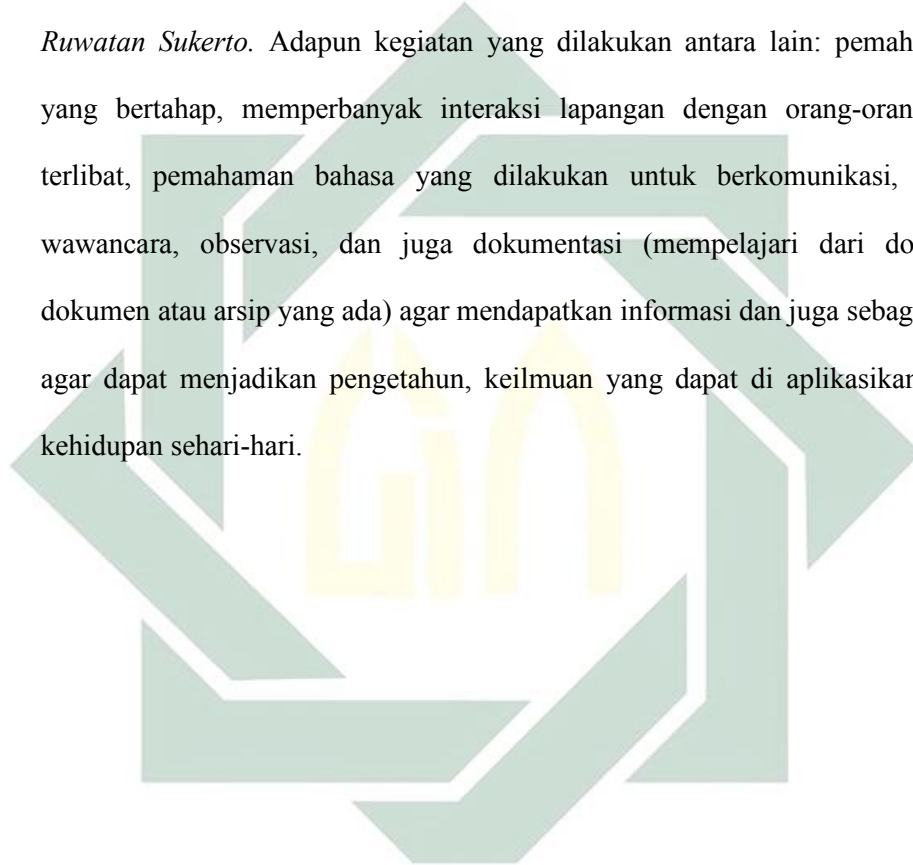 Ruwatan Sukerto. Adapun kegiatan yang dilakukan antara lain: pemah
yang bertahap, memperbanyak interaksi lapangan dengan orang-oran
terlibat, pemahaman bahasa yang dilakukan untuk berkomunikasi,
wawancara, observasi, dan juga dokumentasi (mempelajari dari do
dokumen atau arsip yang ada) agar mendapatkan informasi dan juga sebag
agar dapat menjadikan pengetahun, keilmuan yang dapat di aplikasikan
kehidupan sehari-hari.